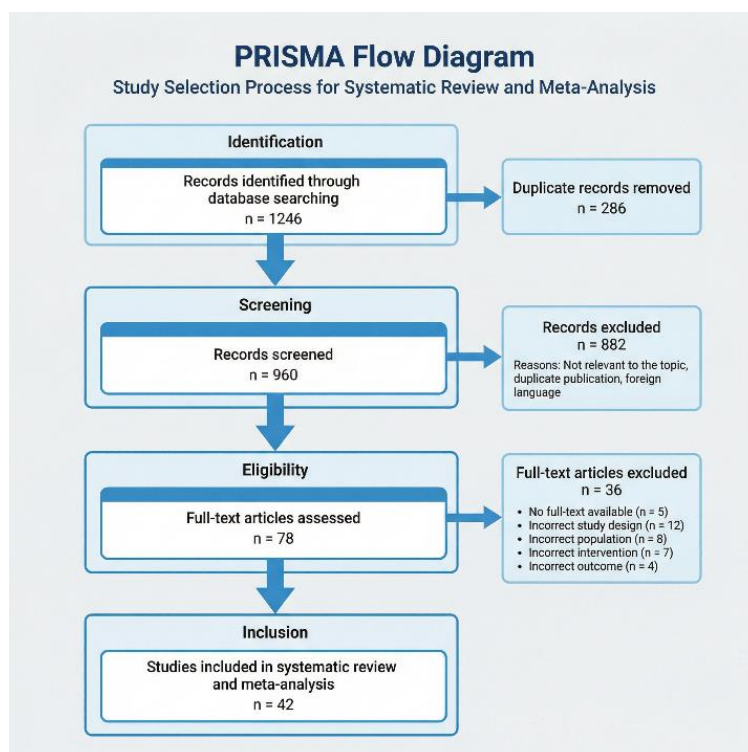 PRISMA Flow Diagram
Study Selection Process for Systematic Review and Meta-Analysis
Identification
Records identified through
database searching
n = 1246
Duplicate records removed
n = 286
Screening
Records screened
n = 960
Records excluded
n = 882
Reasons: Not relevant to the topic,
duplicate publication, foreign
language
Eligibility
Full-text articles assessed
n = 78
Full-text articles excluded
n = 36
• No full-text available (n = 5)
• Incorrect study design (n = 12)
• Incorrect population (n = 8)
• Incorrect intervention (n = 7)
• Incorrect outcome (n = 4)
Inclusion
Studies included in systematic review
and meta-analysis
n = 42